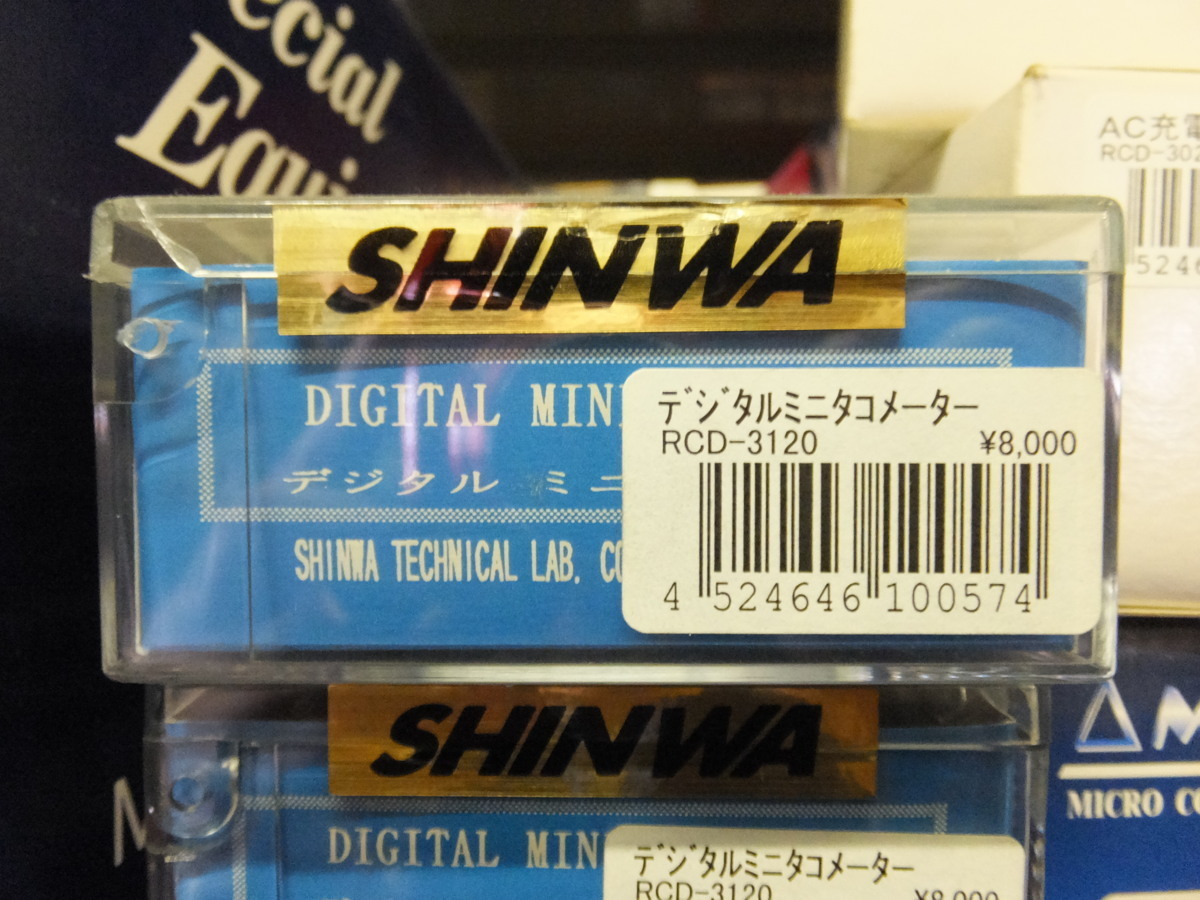 ecial
Equi
AC充電
RCD-302
5246
SHINWA
DIGITAL MINI
デジタル ミニ
SHINWA TECHNICAL LAB. CO
デジタルミニタコメーター
RCD-3120 ¥8,000
4 524646 100574
SHINWA
DIGITAL MIN
デジタルミニタコメーター
RCD-3120 ¥8,000
MICRO CO